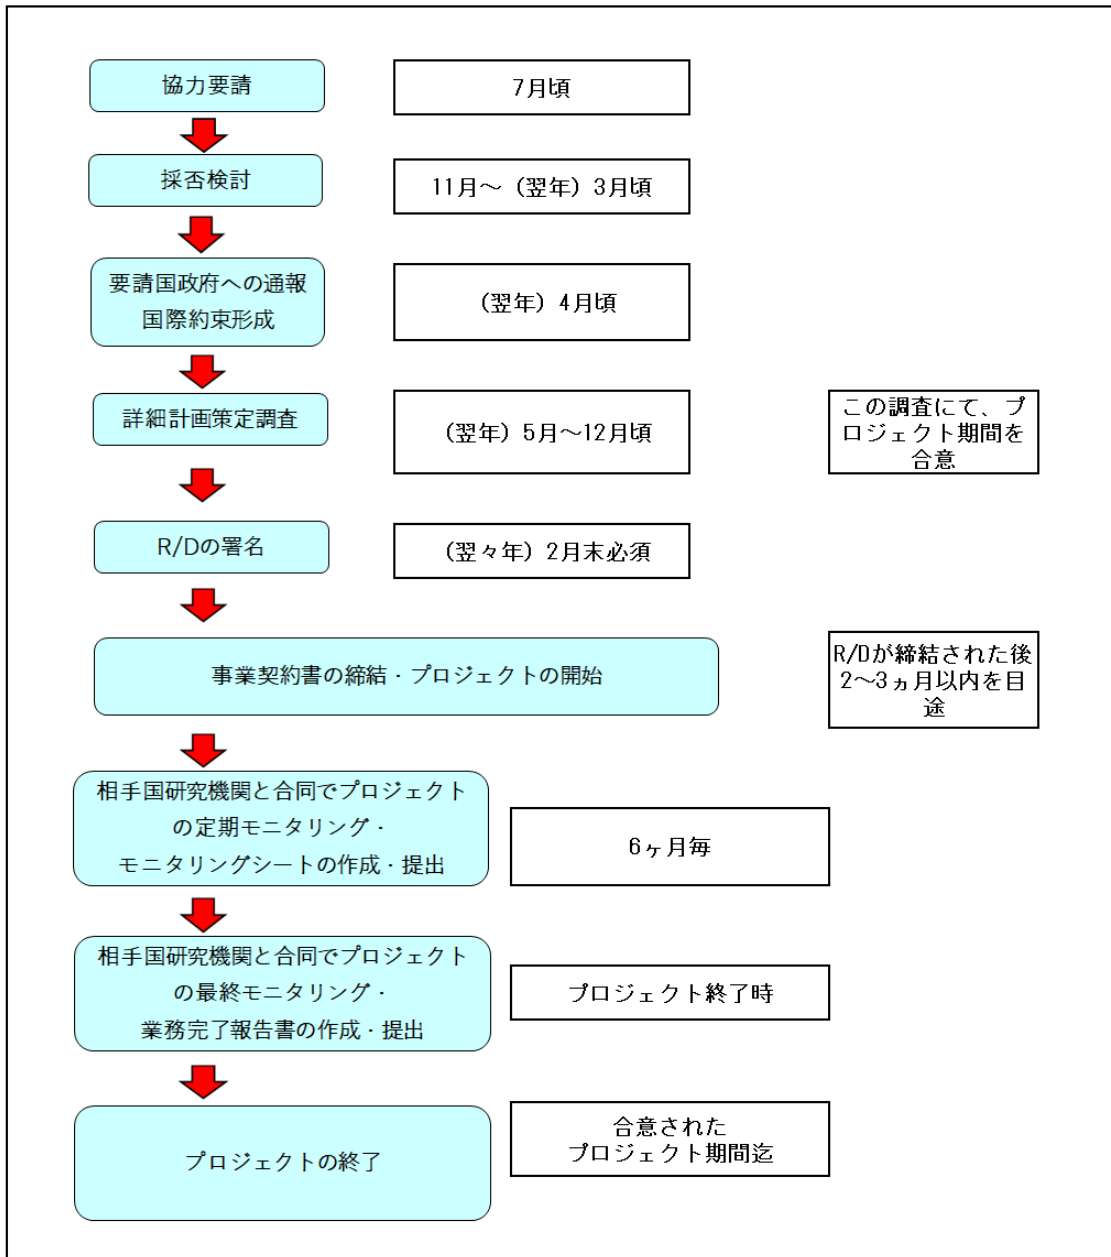 協力要請
7月頃
採否検討
11月～（翌年）3月頃
要請国政府への通報
国際約束形成
（翌年）4月頃
詳細計画策定調査
（翌年）5月～12月頃
この調査にて、プ
ロジェクト期間を
合意
R/Dの署名
（翌々年）2月末必須
事業契約書の締結・プロジェクトの開始
R/Dが締結された後
2～3ヵ月以内を目
途
相手国研究機関と合同でプロジェクト
の定期モニタリング・
モニタリングシートの作成・提出
6ヶ月毎
相手国研究機関と合同でプロジェクト
の最終モニタリング・
業務完了報告書の作成・提出
プロジェクト終了時
プロジェクトの終了
合意された
プロジェクト期間迄